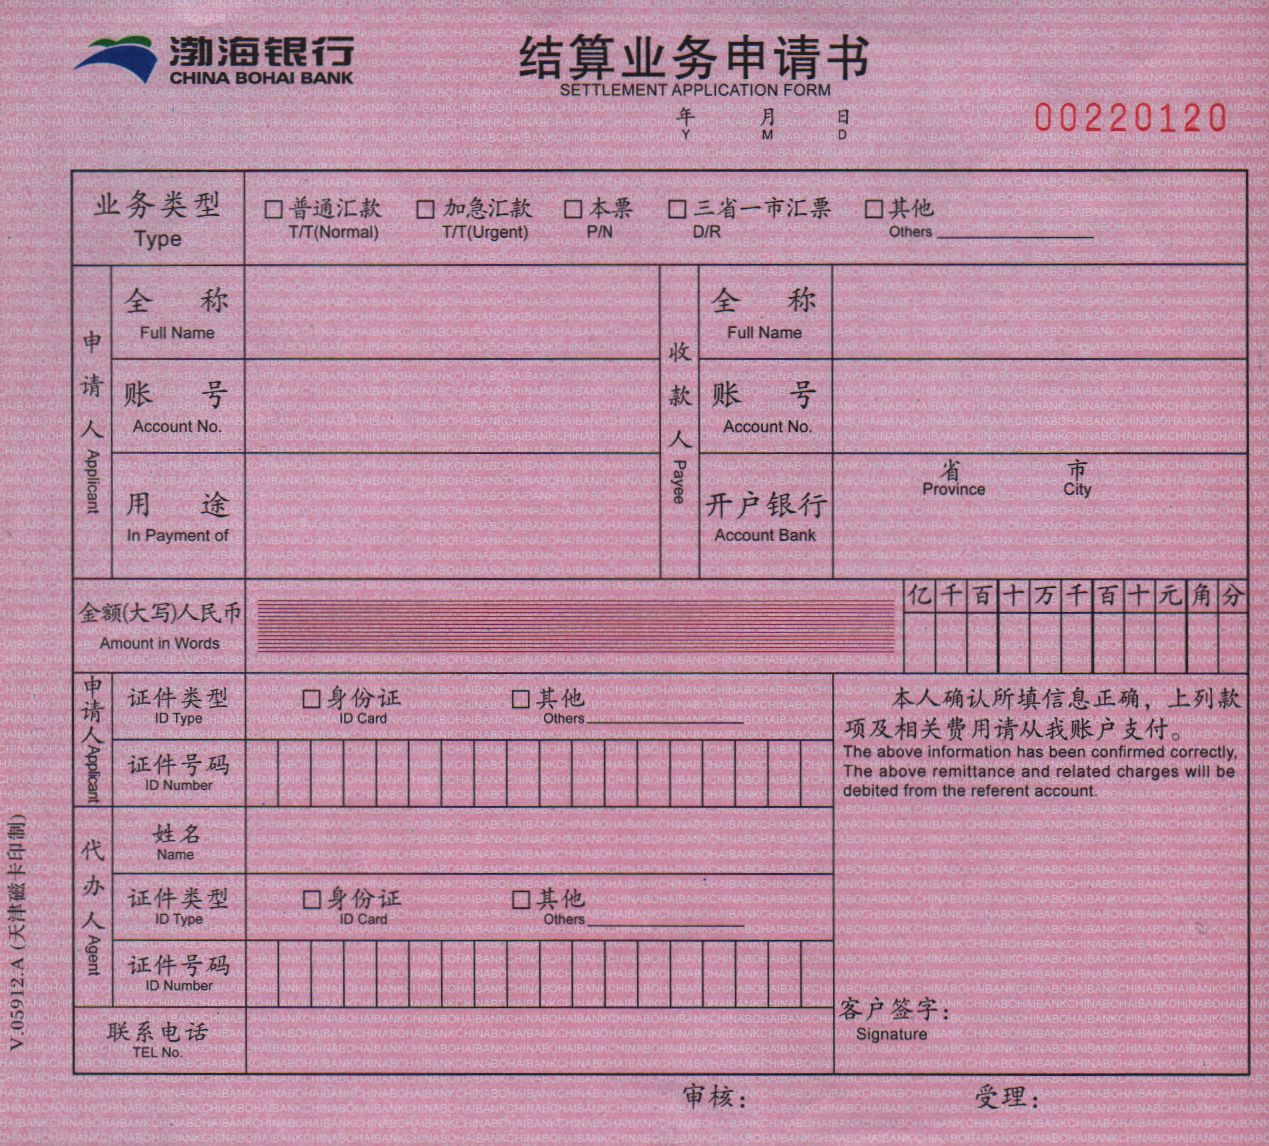 渤海银行
CHINA BOHAI BANK
结算业务申请书
SETTLEMENT APPLICATION FORM
年 月 日
Y M D
00220120
业务类型
Type
□普通汇款 □加急汇款 □本票 □三省一市汇票 □其他
T/T(Normal) T/T(Urgent) P/N D/R Others
申请人 Applicant
全 称
Full Name
账 号
Account No.
用 途
In Payment of
收款人 Payee
全 称
Full Name
账 号
Account No.
开户银行
Account Bank
省 市
Province City
金额(大写)人民币
Amount in Words
亿 千 百 十 万 千 百 十 元 角 分
申请人 Applicant
证件类型
ID Type
□身份证 □其他
ID Card Others
证件号码
ID Number
代办人 Agent
姓名
Name
证件类型
ID Type
□身份证 □其他
ID Card Others
证件号码
ID Number
联系电话
TEL No.
本人确认所填信息正确，上列款
项及相关费用请从我账户支付。
The above information has been confirmed correctly,
The above remittance and related charges will be
debited from the referent account.
客户签字：
Signature
审核： 受理：
V.05912.A (天津磁卡印制)